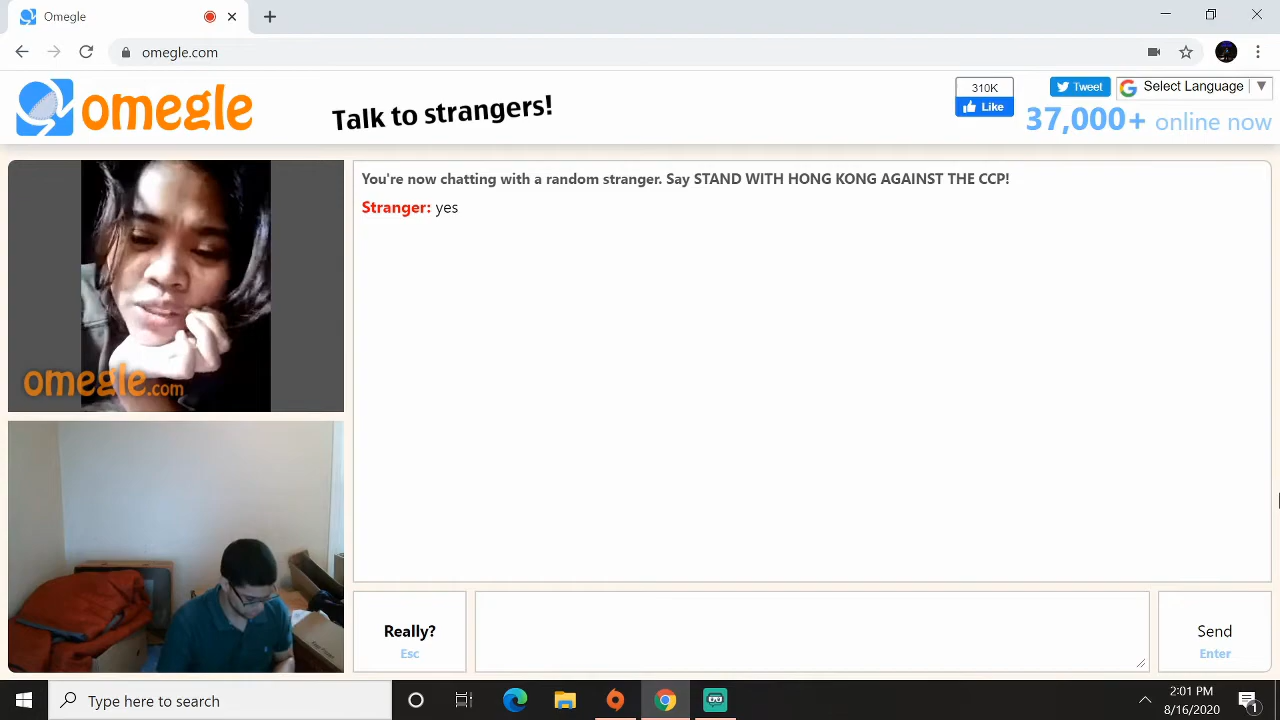 Omegle
omegle.com
omegle
Talk to strangers!
310K
Like
Tweet
Select Language
37,000+ online now
omegle.com
You're now chatting with a random stranger. Say STAND WITH HONG KONG AGAINST THE CCP!
Stranger: yes
Really?
Esc
Send
Enter
Type here to search
2:01 PM
8/16/2020
1